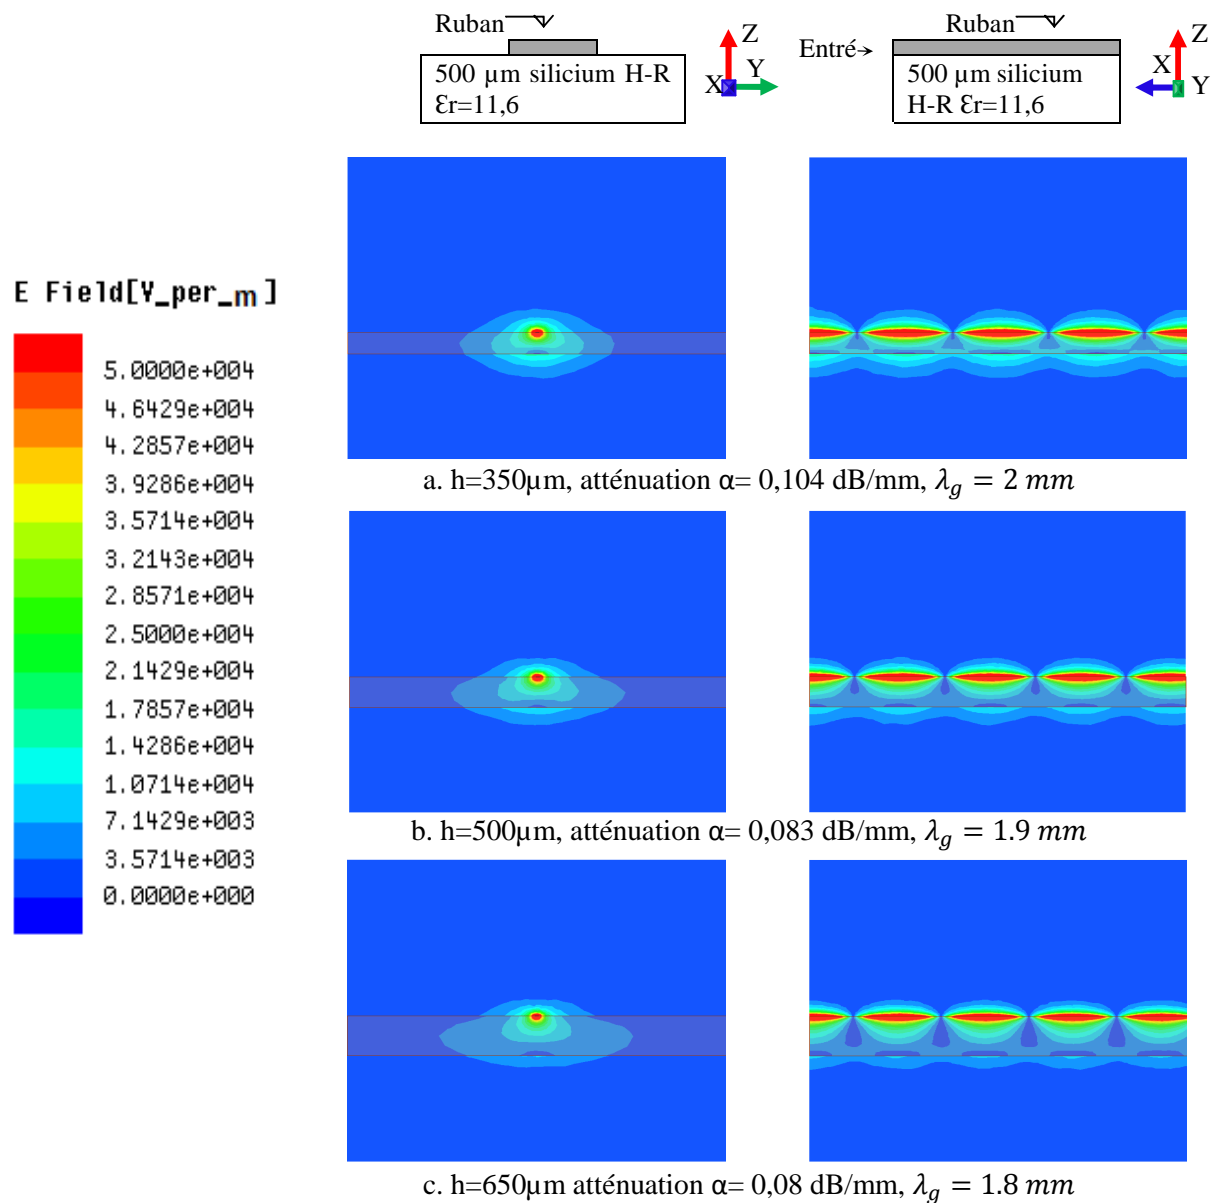 Ruban
500 µm silicium H-R
Ɛr=11,6
Z
Y
X
Entré
Ruban
500 µm silicium
H-R Ɛr=11,6
Z
X
Y
E Field[V_per_m]
5.0000e+004
4.6429e+004
4.2857e+004
3.9286e+004
3.5714e+004
3.2143e+004
2.8571e+004
2.5000e+004
2.1429e+004
1.7857e+004
1.4286e+004
1.0714e+004
7.1429e+003
3.5714e+003
0.0000e+000
a. h=350µm, atténuation α= 0,104 dB/mm, λg = 2 mm
b. h=500µm, atténuation α= 0,083 dB/mm, λg = 1.9 mm
c. h=650µm atténuation α= 0,08 dB/mm, λg = 1.8 mm